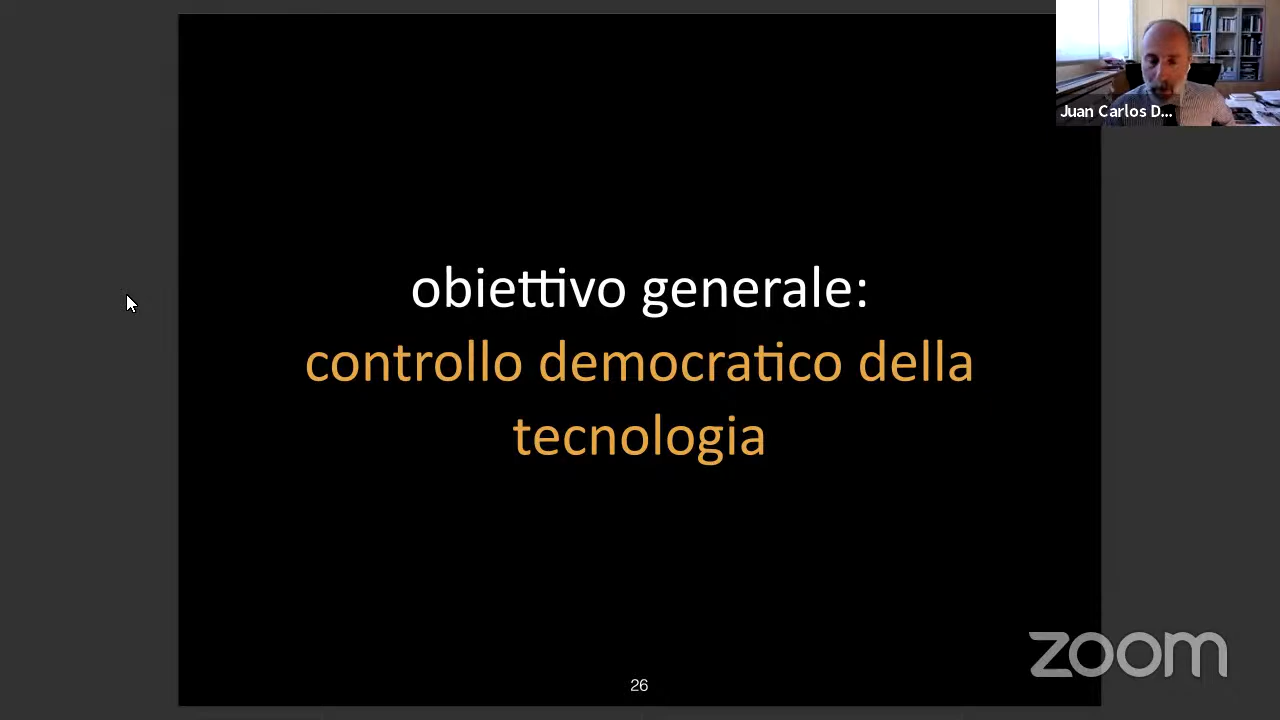 Juan Carlos D...
obiettivo generale:
controllo democratico della
tecnologia
zoom
26